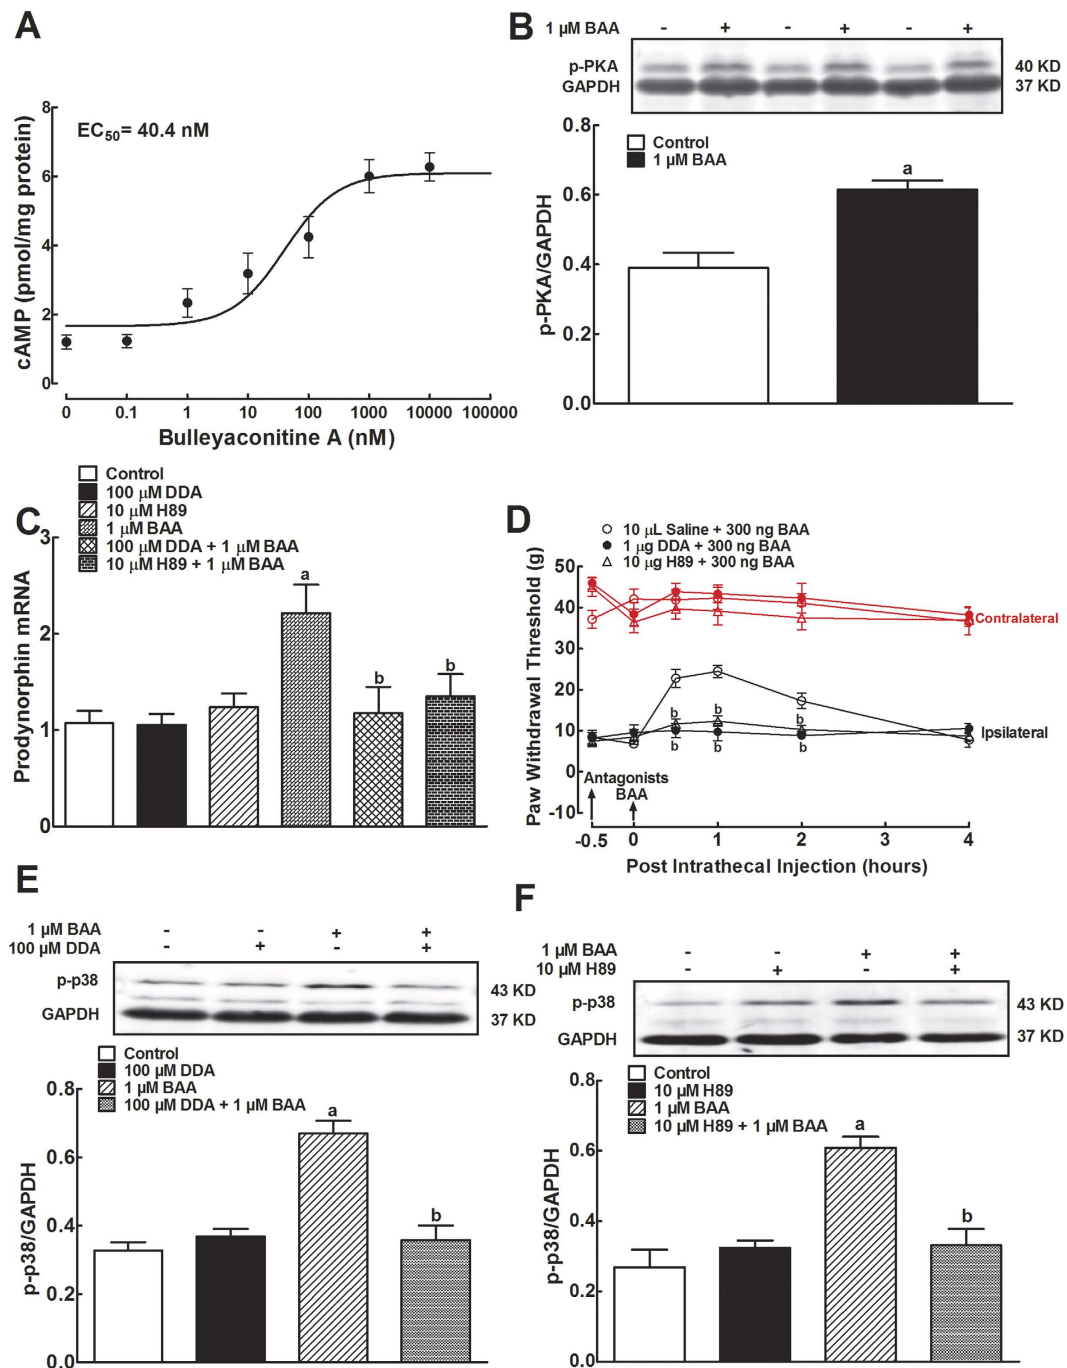 A
EC50= 40.4 nM
cAMP (pmol/mg protein)
8
6
4
2
0
0 0.1 1 10 100 1000 10000 100000
Bulleyaconitine A (nM)
B
1 µM BAA - + - + - +
p-PKA 40 KD
GAPDH 37 KD
Control
1 µM BAA
p-PKA/GAPDH
0.8
0.6
0.4
0.2
0.0
a
C
Control
100 µM DDA
10 µM H89
1 µM BAA
100 µM DDA + 1 µM BAA
10 µM H89 + 1 µM BAA
Prodynorphin mRNA
3
2
1
0
a
b
b
D
10 µL Saline + 300 ng BAA
1 µg DDA + 300 ng BAA
10 µg H89 + 300 ng BAA
Paw Withdrawal Threshold (g)
50
40
30
20
10
0
-10
Contralateral
Ipsilateral
b b b
b b b
Antagonists
BAA
-0.5 0 1 2 3 4
Post Intrathecal Injection (hours)
E
1 µM BAA - - + +
100 µM DDA - + - +
p-p38 43 KD
GAPDH 37 KD
Control
100 µM DDA
1 µM BAA
100 µM DDA + 1 µM BAA
p-p38/GAPDH
0.8
0.6
0.4
0.2
0.0
a
b
F
1 µM BAA - - + +
10 µM H89 - + - +
p-p38 43 KD
GAPDH 37 KD
Control
10 µM H89
1 µM BAA
10 µM H89 + 1 µM BAA
p-p38/GAPDH
0.8
0.6
0.4
0.2
0.0
a
b